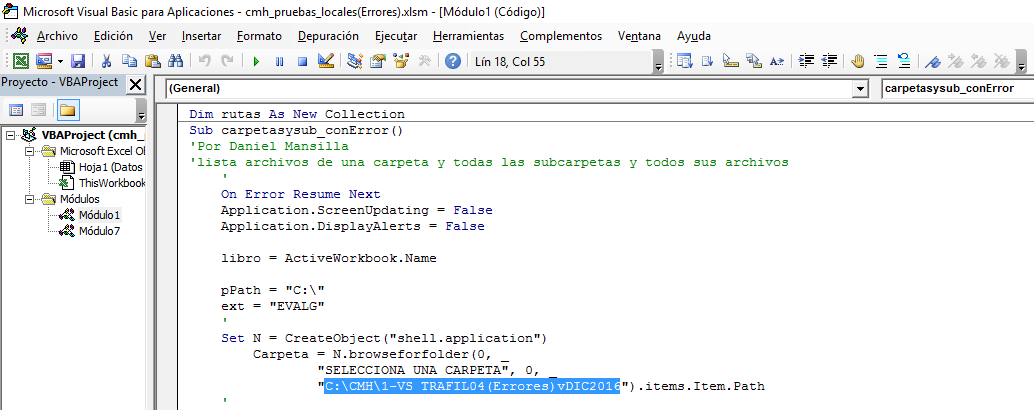 Microsoft Visual Basic para Aplicaciones - cmh_pruebas_locales(Errores).xlsm - [Módulo1 (Código)]
Archivo Edición Ver Insertar Formato Depuración Ejecutar Herramientas Complementos Ventana Ayuda
Lín 18, Col 55
Proyecto - VBAProject
(General)
carpetasysub_conError
VBAProject (cmh_
Microsoft Excel Ob
Hoja1 (Datos
ThisWorkbook
Módulos
Módulo1
Módulo7
Dim rutas As New Collection
Sub carpetasysub_conError()
'Por Daniel Mansilla
'lista archivos de una carpeta y todas las subcarpetas y todos sus archivos
'
On Error Resume Next
Application.ScreenUpdating = False
Application.DisplayAlerts = False
libro = ActiveWorkbook.Name
pPath = "C:\"
ext = "EVALG"
'
Set N = CreateObject("shell.application")
Carpeta = N.browseforfolder(0, _
"SELECCIONA UNA CARPETA", 0, _
"C:\CMH\1-VS TRAFIL04(Errores)vDIC2016").items.Item.Path
'